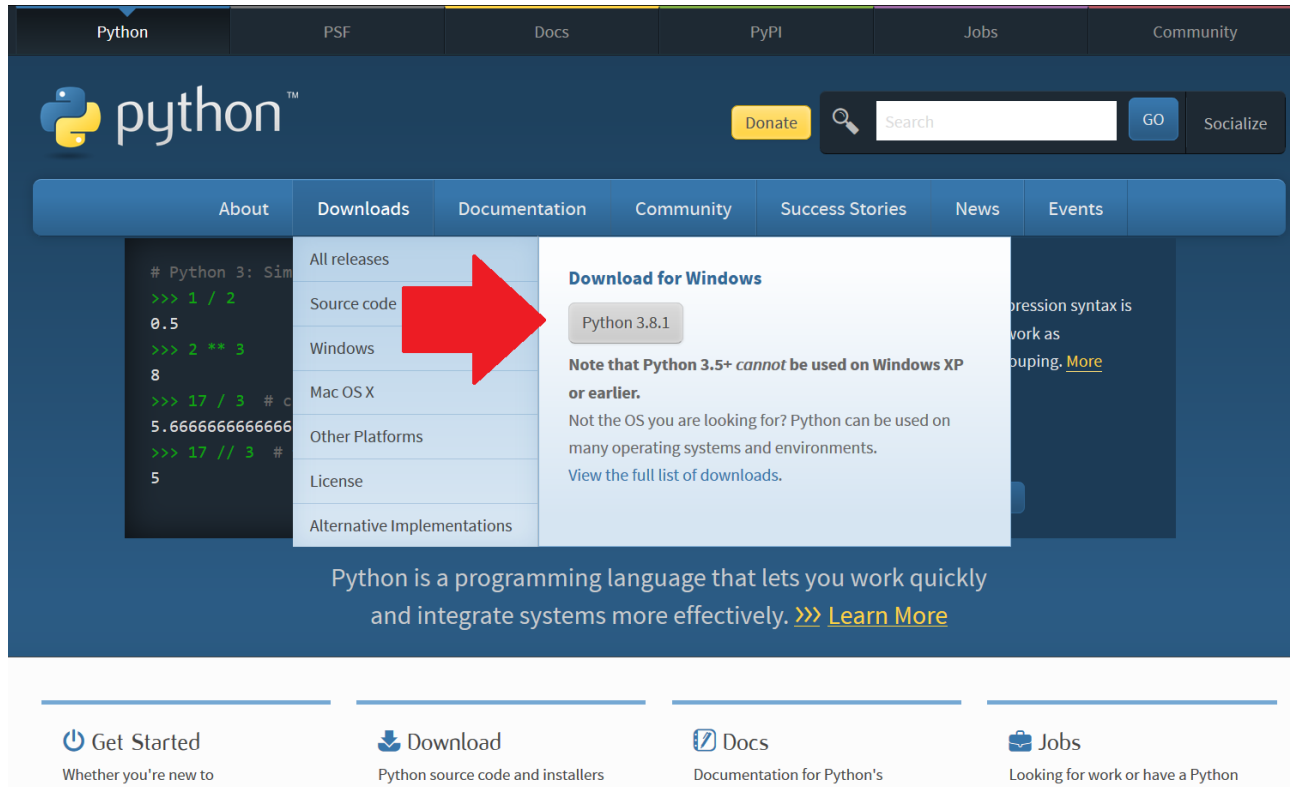 Python PSF Docs PyPI Jobs Community
python™
Donate Search GO Socialize
About Downloads Documentation Community Success Stories News Events
# Python 3: Sim
>>> 1 / 2
0.5
>>> 2 ** 3
8
>>> 17 / 3 # c
5.6666666666666
>>> 17 // 3 #
5
All releases
Source code
Windows
Mac OS X
Other Platforms
License
Alternative Implementations
Download for Windows
Python 3.8.1
Note that Python 3.5+ cannot be used on Windows XP
or earlier.
Not the OS you are looking for? Python can be used on
many operating systems and environments.
View the full list of downloads.
pression syntax is
work as
ouping. More
Python is a programming language that lets you work quickly
and integrate systems more effectively. >>> Learn More
Get Started
Whether you're new to
Download
Python source code and installers
Docs
Documentation for Python's
Jobs
Looking for work or have a Python